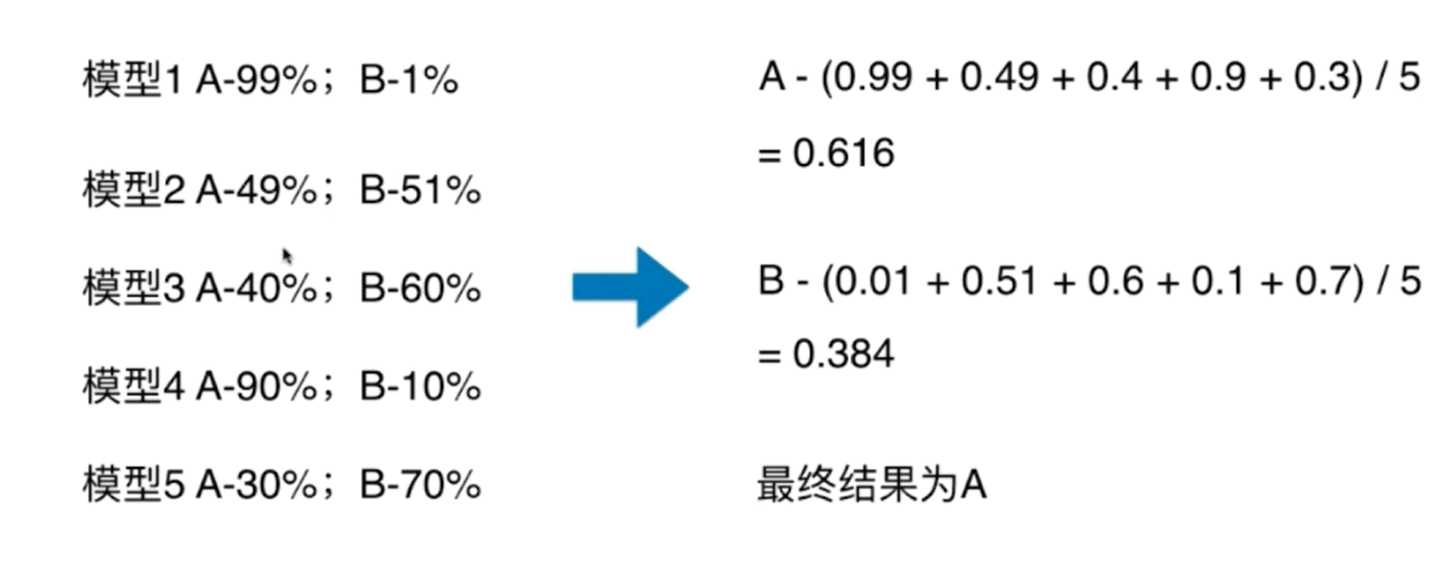 模型1 A-99%；B-1%
模型2 A-49%；B-51%
模型3 A-40%；B-60%
模型4 A-90%；B-10%
模型5 A-30%；B-70%
A - (0.99 + 0.49 + 0.4 + 0.9 + 0.3) / 5
= 0.616
B - (0.01 + 0.51 + 0.6 + 0.1 + 0.7) / 5
= 0.384
最终结果为A